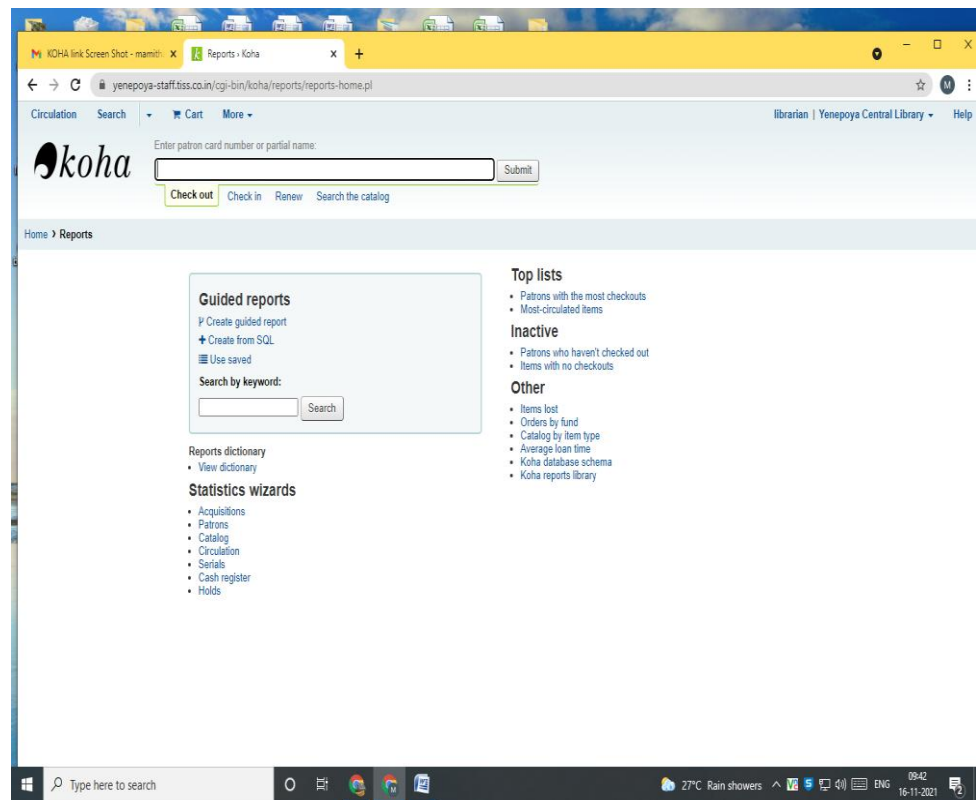 KOHA link Screen Shot - mamith
Reports › Koha
yenepoya-staff.tiss.co.in/cgi-bin/koha/reports/reports-home.pl
M
Circulation Search Cart More librarian | Yenepoya Central Library Help
koha
Enter patron card number or partial name:
Submit
Check out Check in Renew Search the catalog
Home › Reports
Guided reports
Create guided report
Create from SQL
Use saved
Search by keyword:
Search
Reports dictionary
• View dictionary
Statistics wizards
• Acquisitions
• Patrons
• Catalog
• Circulation
• Serials
• Cash register
• Holds
Top lists
• Patrons with the most checkouts
• Most-circulated items
Inactive
• Patrons who haven't checked out
• Items with no checkouts
Other
• Items lost
• Orders by fund
• Catalog by item type
• Average loan time
• Koha database schema
• Koha reports library
Type here to search
27°C Rain showers
ENG
09:42
16-11-2021
2